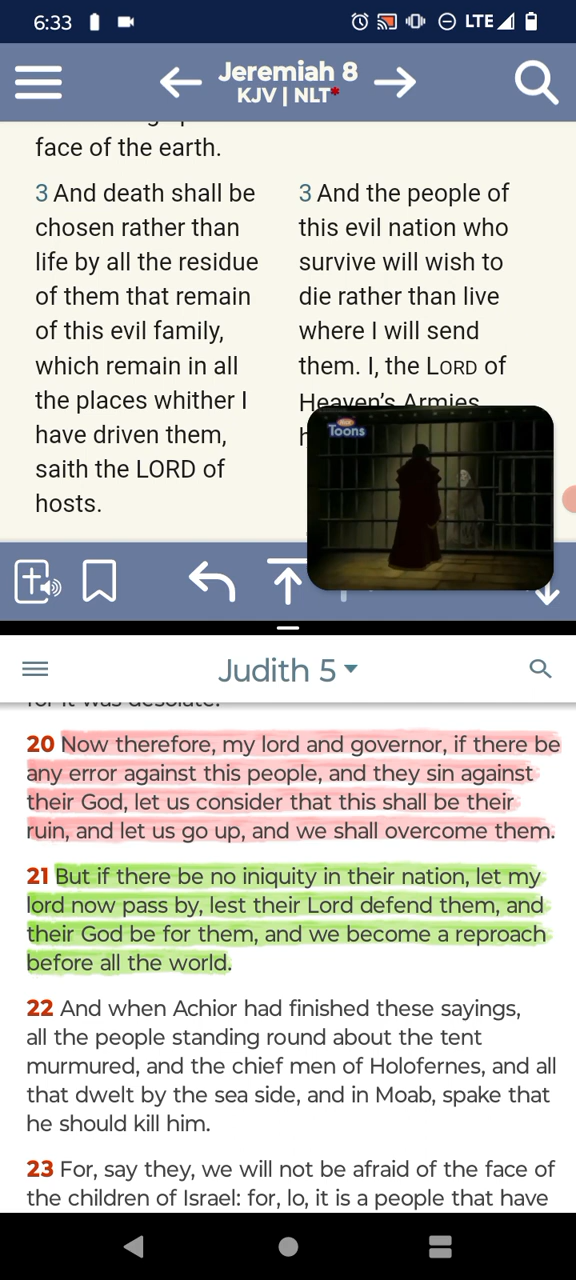 6:33
LTE
Jeremiah 8
KJV | NLT*
face of the earth.
3 And death shall be
chosen rather than
life by all the residue
of them that remain
of this evil family,
which remain in all
the places whither I
have driven them,
saith the LORD of
hosts.
3 And the people of
this evil nation who
survive will wish to
die rather than live
where I will send
them. I, the LORD of
Heaven's Armies
Toons
Judith 5
for it was desolate.
20 Now therefore, my lord and governor, if there be
any error against this people, and they sin against
their God, let us consider that this shall be their
ruin, and let us go up, and we shall overcome them.
21 But if there be no iniquity in their nation, let my
lord now pass by, lest their Lord defend them, and
their God be for them, and we become a reproach
before all the world.
22 And when Achior had finished these sayings,
all the people standing round about the tent
murmured, and the chief men of Holofernes, and all
that dwelt by the sea side, and in Moab, spake that
he should kill him.
23 For, say they, we will not be afraid of the face of
the children of Israel: for, lo, it is a people that have